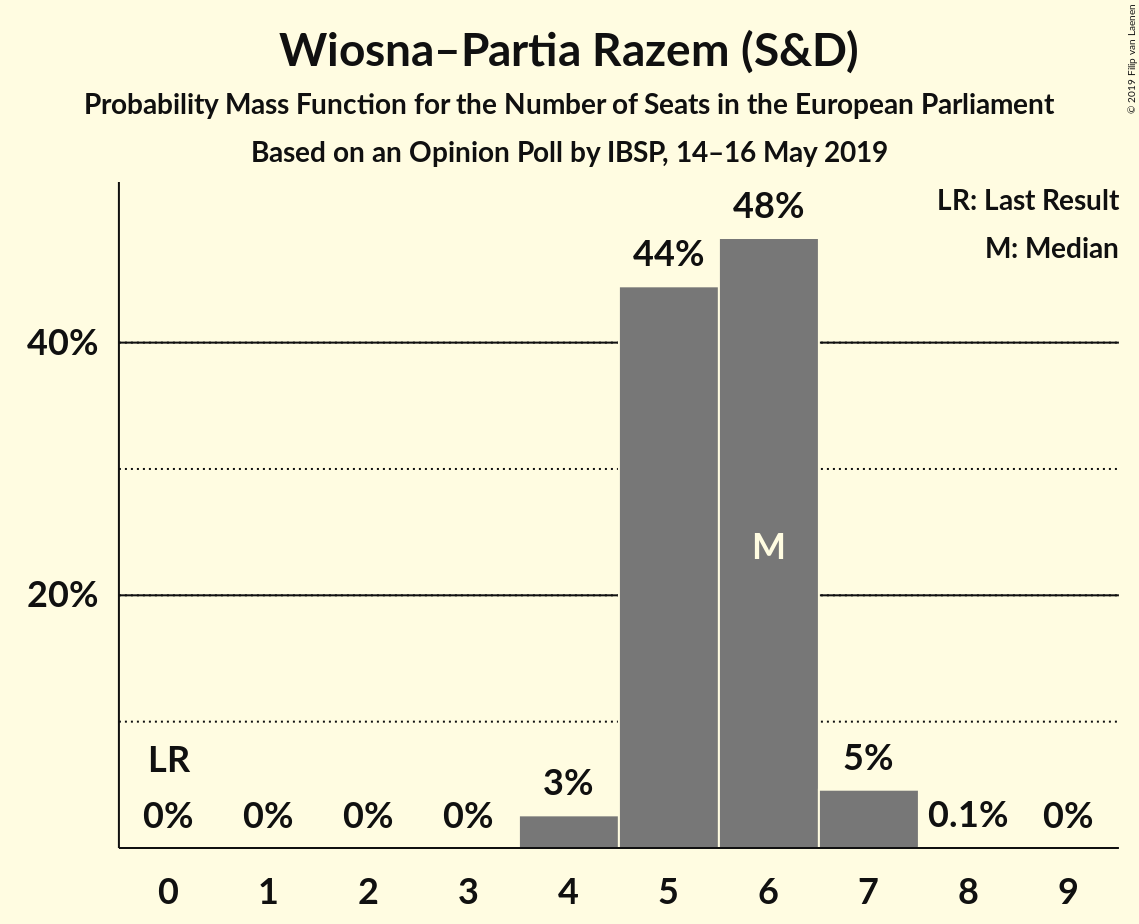 Wiosna–Partia Razem (S&D)
Probability Mass Function for the Number of Seats in the European Parliament
Based on an Opinion Poll by IBSP, 14–16 May 2019
© 2019 Filip van Laenen
LR: Last Result
M: Median
48%
44%
40%
M
20%
LR
5%
3%
0% 0% 0% 0% 0.1% 0%
0 1 2 3 4 5 6 7 8 9